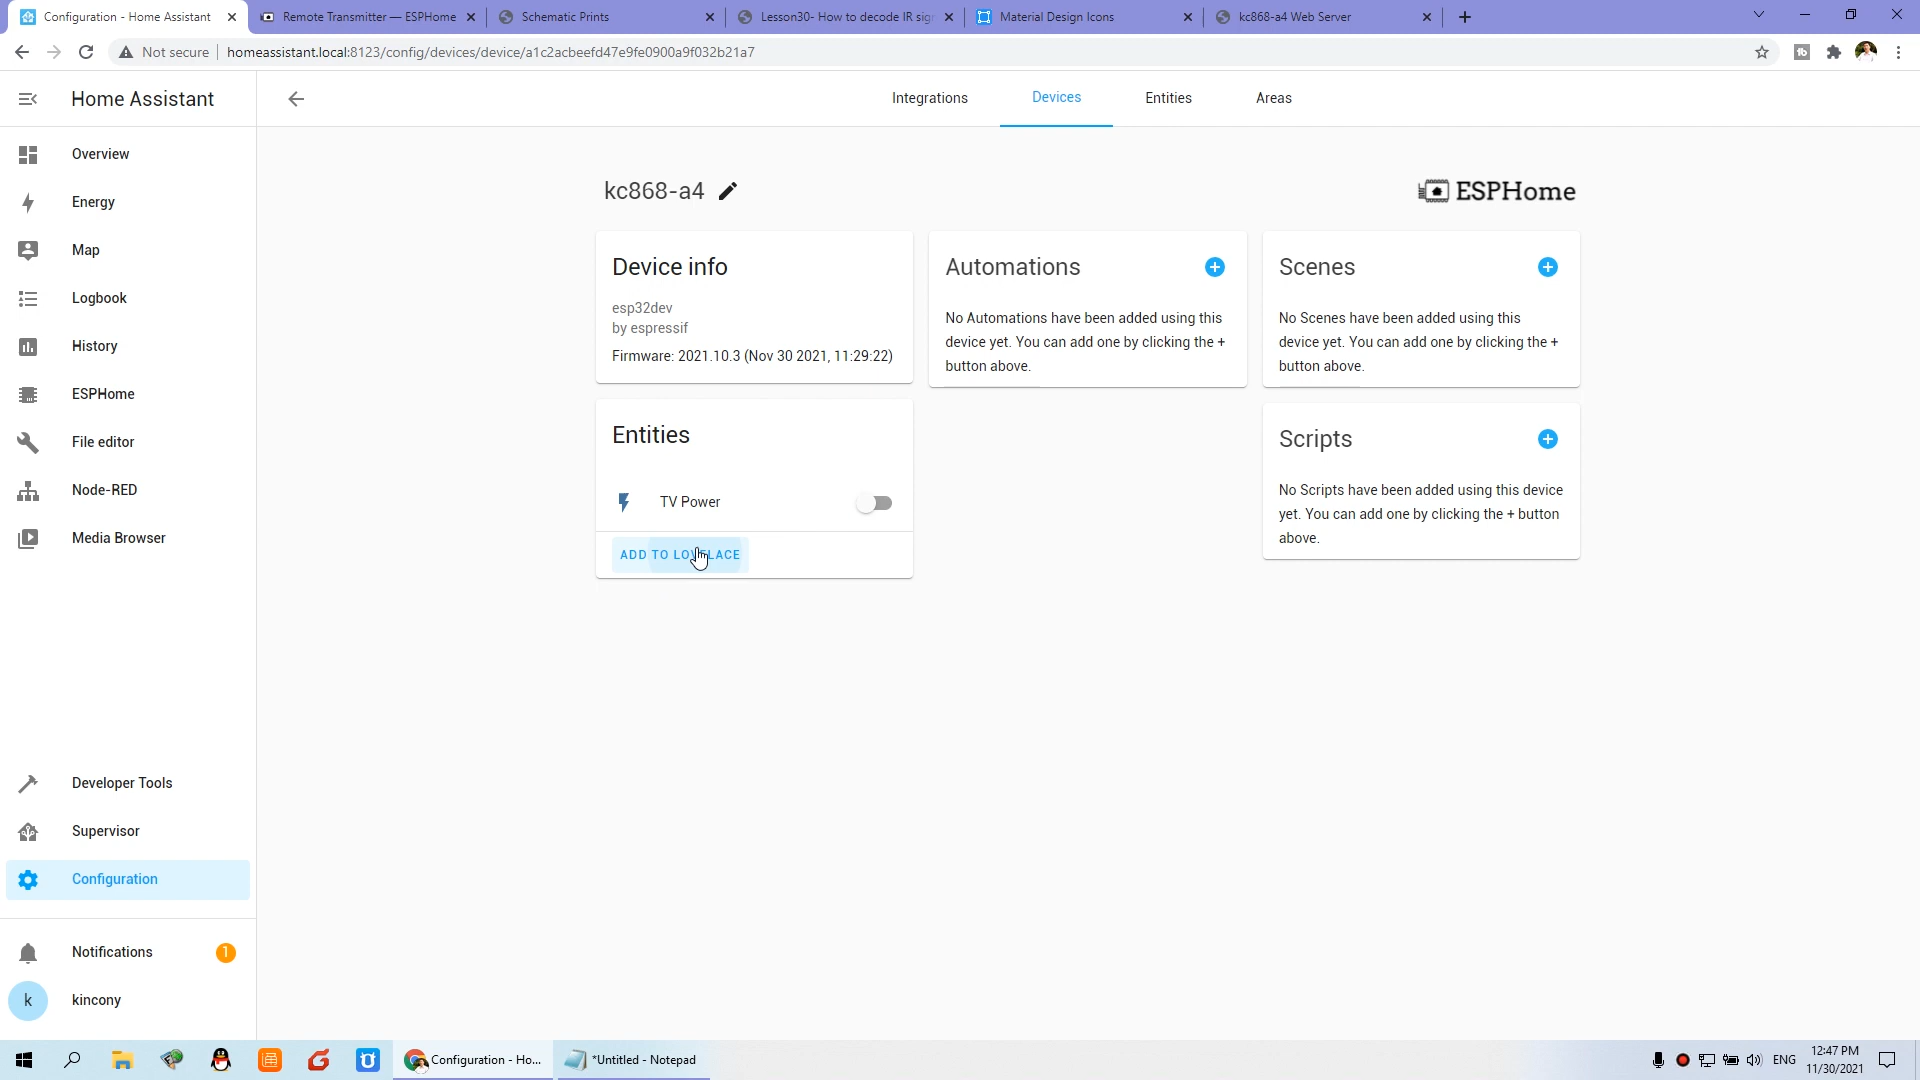 Configuration - Home Assistant
Remote Transmitter — ESPHome
Schematic Prints
Lesson30- How to decode IR sig
Material Design Icons
kc868-a4 Web Server
Not secure
homeassistant.local:8123/config/devices/device/a1c2acbeefd47e9fe0900a9f032b21a7
Home Assistant
Integrations
Devices
Entities
Areas
Overview
Energy
Map
Logbook
History
ESPHome
File editor
Node-RED
Media Browser
Developer Tools
Supervisor
Configuration
Notifications
1
k
kincony
kc868-a4
ESPHome
Device info
esp32dev
by espressif
Firmware: 2021.10.3 (Nov 30 2021, 11:29:22)
Entities
TV Power
ADD TO LOVELACE
Automations
No Automations have been added using this
device yet. You can add one by clicking the +
button above.
Scenes
No Scenes have been added using this
device yet. You can add one by clicking the +
button above.
Scripts
No Scripts have been added using this device
yet. You can add one by clicking the + button
above.
Configuration - Ho...
*Untitled - Notepad
ENG
12:47 PM
11/30/2021